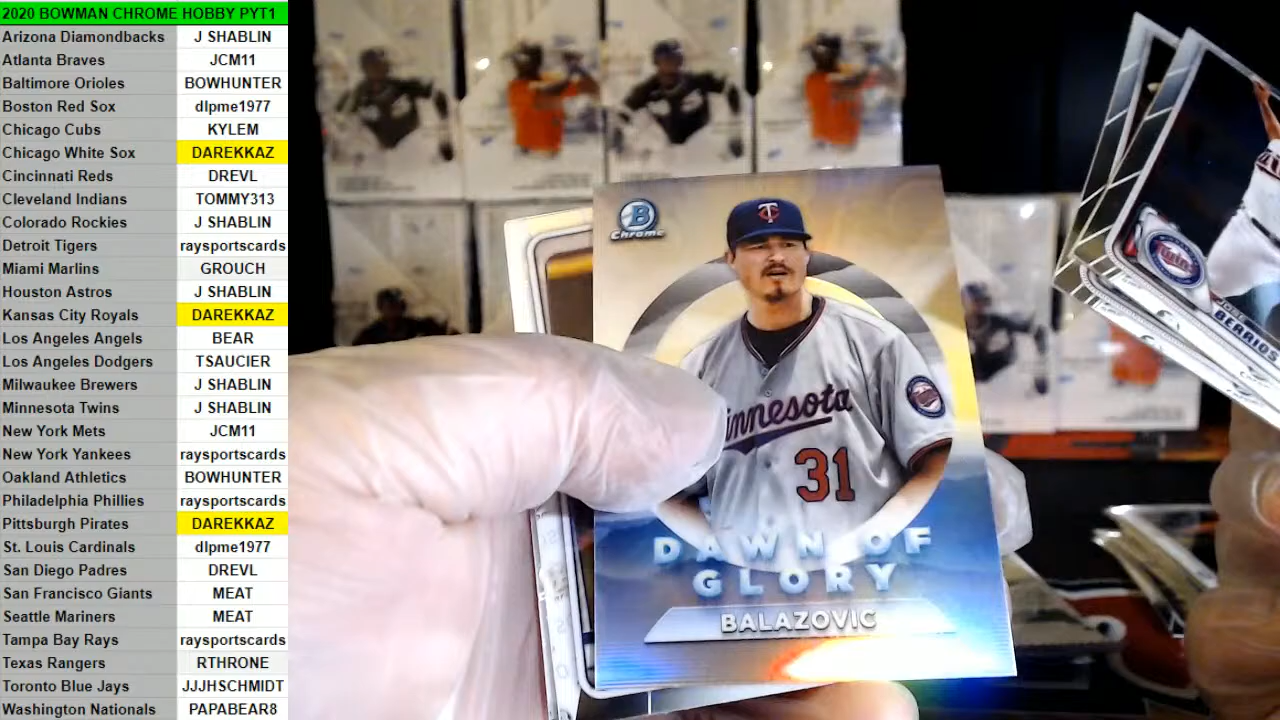 2020 BOWMAN CHROME HOBBY PYT1
Arizona Diamondbacks J SHABLIN
Atlanta Braves JCM11
Baltimore Orioles BOWHUNTER
Boston Red Sox dlpme1977
Chicago Cubs KYLEM
Chicago White Sox DAREKKAZ
Cincinnati Reds DREVL
Cleveland Indians TOMMY313
Colorado Rockies J SHABLIN
Detroit Tigers raysportscards
Miami Marlins GROUCH
Houston Astros J SHABLIN
Kansas City Royals DAREKKAZ
Los Angeles Angels BEAR
Los Angeles Dodgers TSAUCIER
Milwaukee Brewers J SHABLIN
Minnesota Twins J SHABLIN
New York Mets JCM11
New York Yankees raysportscards
Oakland Athletics BOWHUNTER
Philadelphia Phillies raysportscards
Pittsburgh Pirates DAREKKAZ
St. Louis Cardinals dlpme1977
San Diego Padres DREVL
San Francisco Giants MEAT
Seattle Mariners MEAT
Tampa Bay Rays raysportscards
Texas Rangers RTHRONE
Toronto Blue Jays JJJHSCHMIDT
Washington Nationals PAPABEAR8
B
Chrome
TC
innesota
31
DAWN OF
GLORY
BALAZOVIC
Twins
BERRIOS